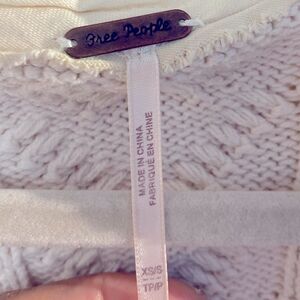 Free People
MADE IN CHINA
FABRIQUÉ EN CHINE
XS/S
TP/P